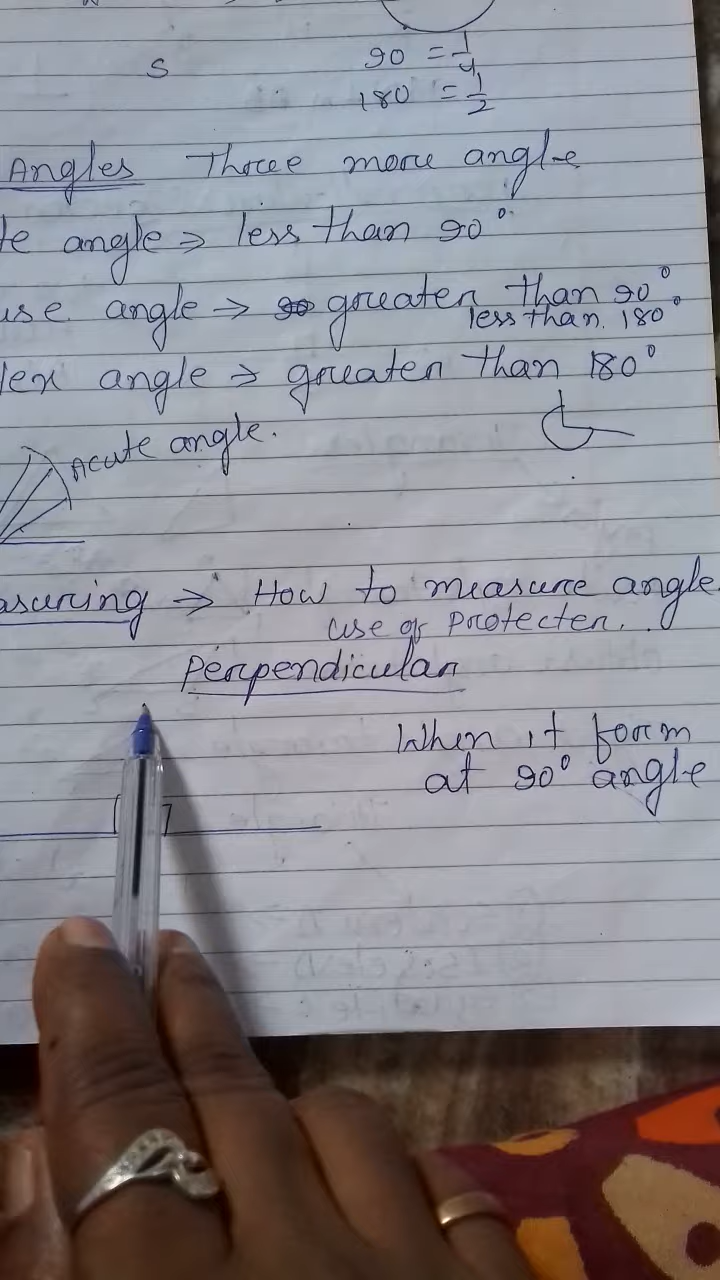 S
90 = 1/4
180 = 1/2
Angles Three more angle
te angle => less than 90°
use angle => greater than 90°
less than 180°
lex angle => greater than 180°
Acute angle.
asuring => How to measure angle.
use of Protecter.
Perpendicular
When it form
at 90° angle